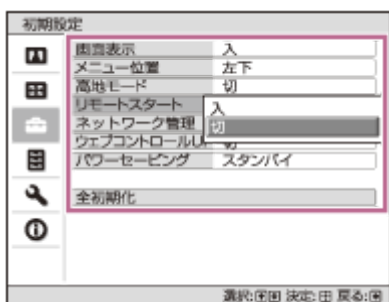 初期設定
画面表示 入
メニュー位置 左下
高地モード 切
リモートスタート 入
ネットワーク管理 切
ウェブコントロールUI 切
パワーセービング スタンバイ
全初期化
選択: 決定: 戻る: